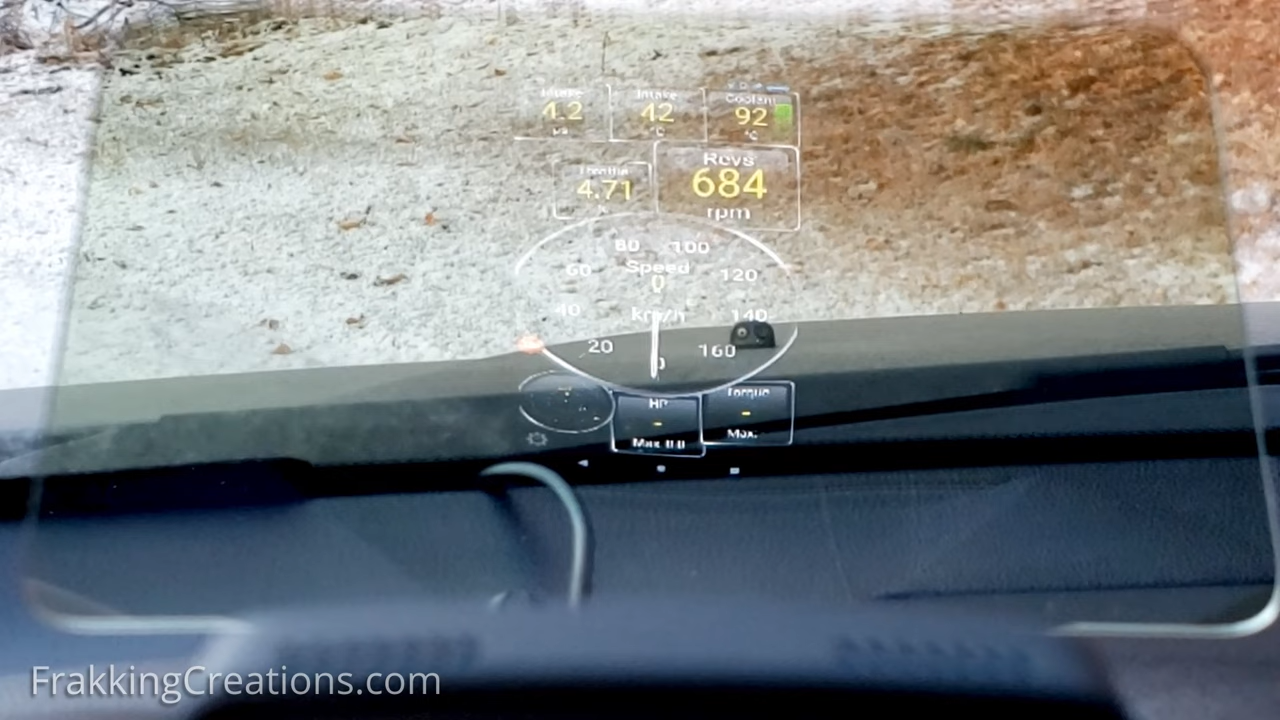 Intake
4.2
Intake
42
°C
Coolant
92
°C
Throttle
4.71
Revs
684
rpm
80 100
60 Speed 120
0
40 km/h 140
20 160
0
HP
-
Torque
-
Max:
FrakkingCreations.com